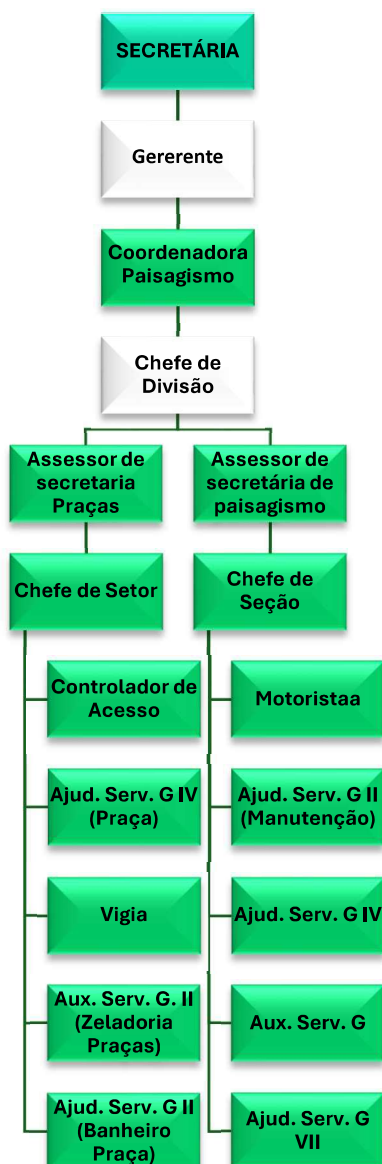 SECRETÁRIA
Gererente
Coordenadora
Paisagismo
Chefe de
Divisão
Assessor de
secretaria
Praças
Assessor de
secretária de
paisagismo
Chefe de Setor
Chefe de
Seção
Controlador de
Acesso
Motoristaa
Ajud. Serv. G IV
(Praça)
Ajud. Serv. G II
(Manutenção)
Vigia
Ajud. Serv. G IV
Aux. Serv. G. II
(Zeladoria
Praças)
Aux. Serv. G
Ajud. Serv. G II
(Banheiro
Praça)
Ajud. Serv. G
VII